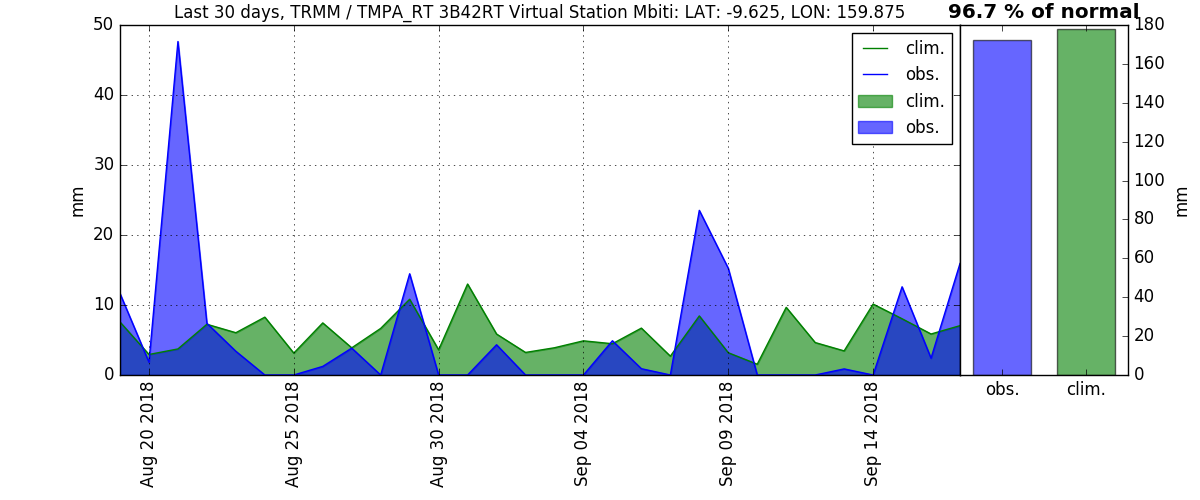 Last 30 days, TRMM / TMPA_RT 3B42RT Virtual Station Mbiti: LAT: -9.625, LON: 159.875
96.7 % of normal
50
40
30
20
10
0
mm
clim.
obs.
clim.
obs.
180
160
140
120
100
80
60
40
20
0
mm
Aug 20 2018
Aug 25 2018
Aug 30 2018
Sep 04 2018
Sep 09 2018
Sep 14 2018
obs.
clim.